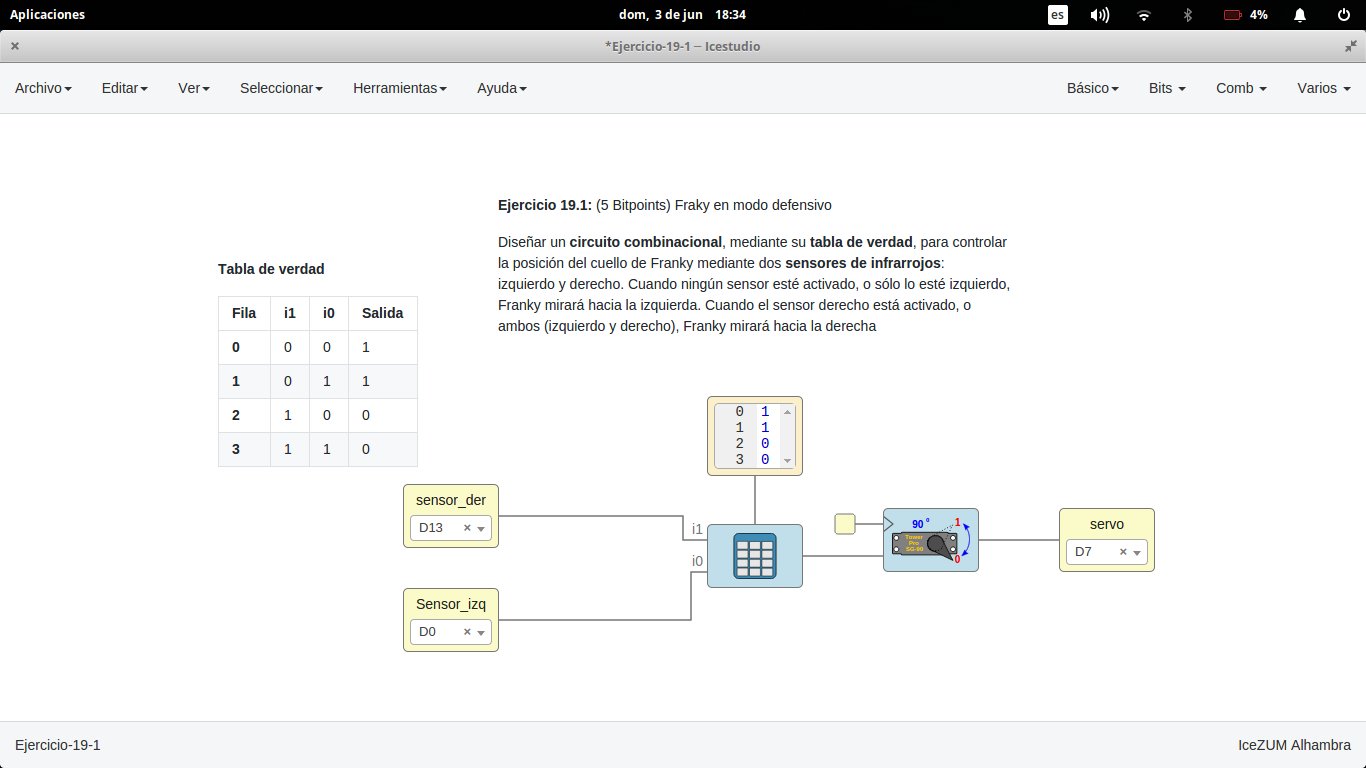 Aplicaciones dom, 3 de jun 18:34 es 4%
× *Ejercicio-19-1 – Icestudio
Archivo Editar Ver Seleccionar Herramientas Ayuda Básico Bits Comb Varios
Ejercicio 19.1: (5 Bitpoints) Fraky en modo defensivo
Diseñar un circuito combinacional, mediante su tabla de verdad, para controlar
la posición del cuello de Franky mediante dos sensores de infrarrojos:
izquierdo y derecho. Cuando ningún sensor esté activado, o sólo lo esté izquierdo,
Franky mirará hacia la izquierda. Cuando el sensor derecho está activado, o
ambos (izquierdo y derecho), Franky mirará hacia la derecha
Tabla de verdad
Fila i1 i0 Salida
0 0 0 1
1 0 1 1
2 1 0 0
3 1 1 0
0 1
1 1
2 0
3 0
sensor_der
D13 ×
i1
i0
Sensor_izq
D0 ×
90 °
1
Tower
Pro
SG-90
0
servo
D7 ×
Ejercicio-19-1 IceZUM Alhambra